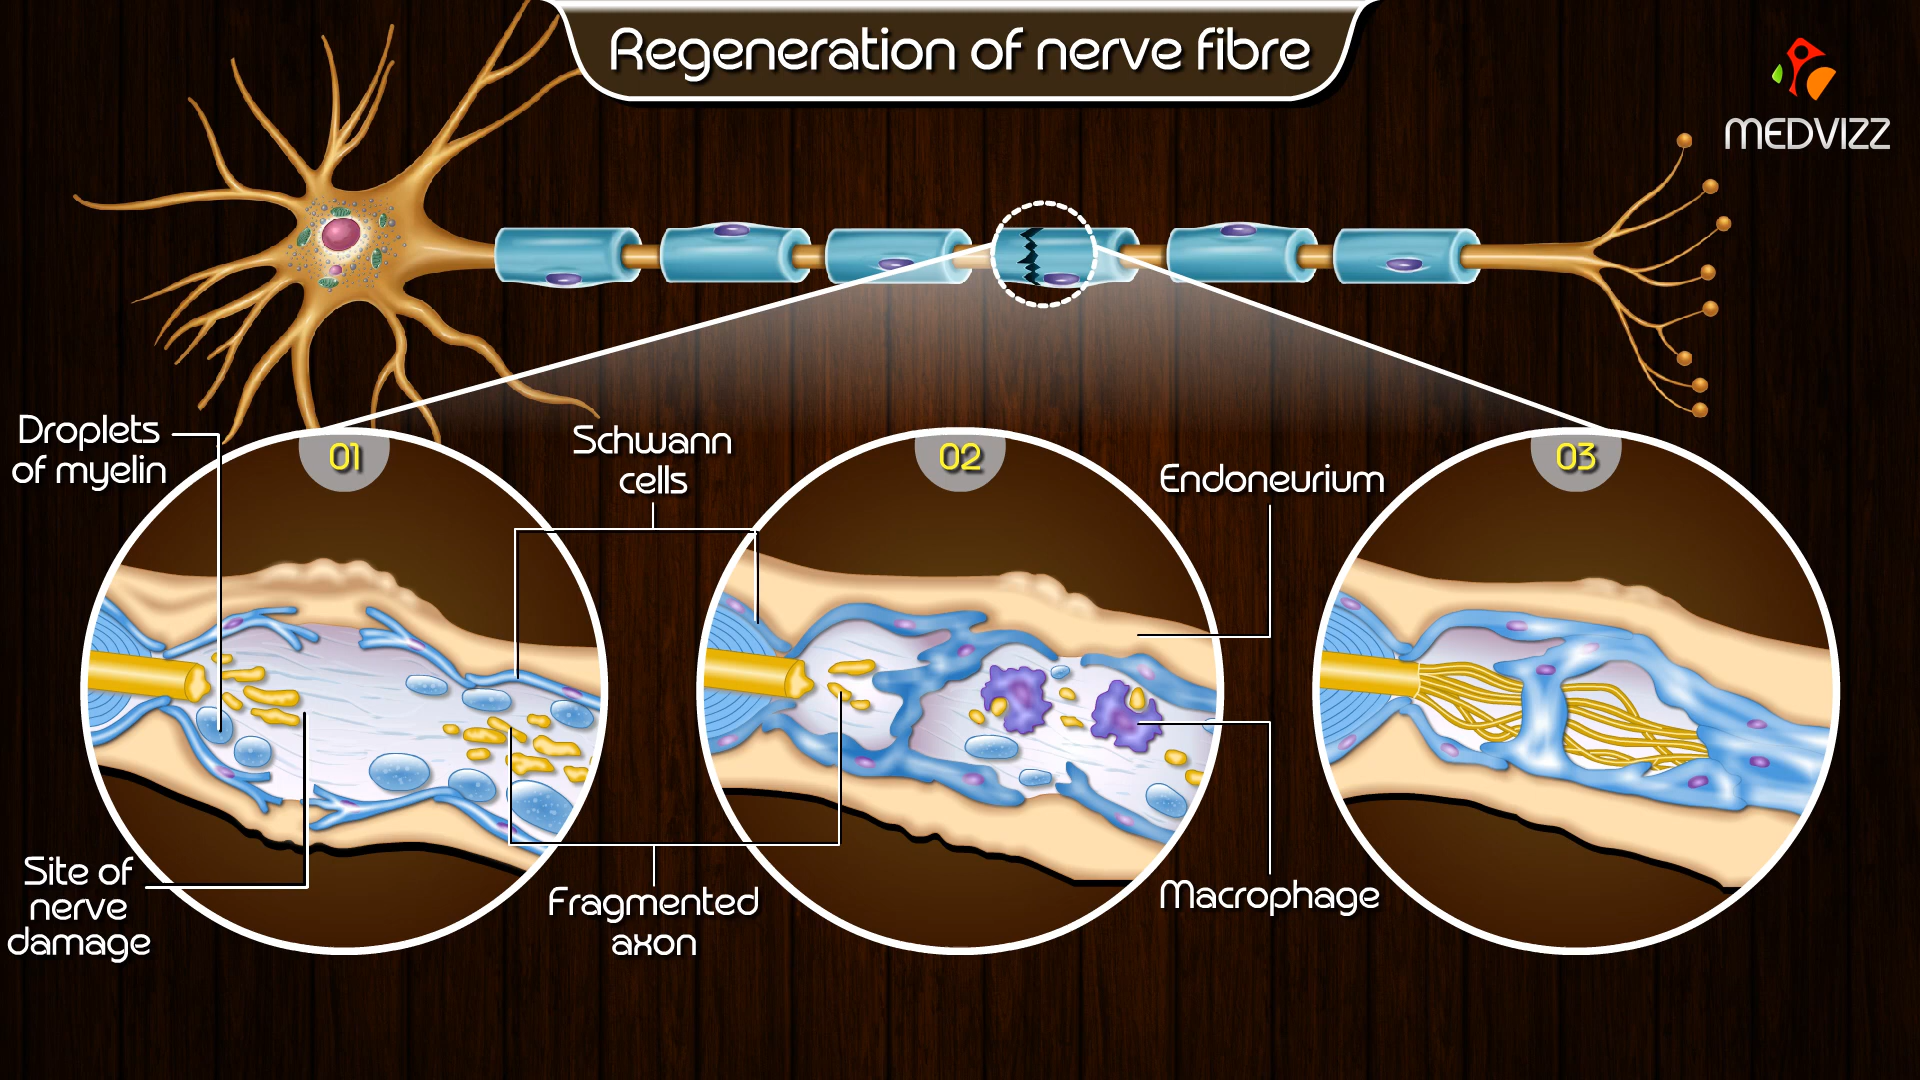 Regeneration of nerve fibre
MEDVIZZ
Droplets
of myelin
01
Schwann
cells
02
Endoneurium
03
Site of
nerve
damage
Fragmented
axon
Macrophage